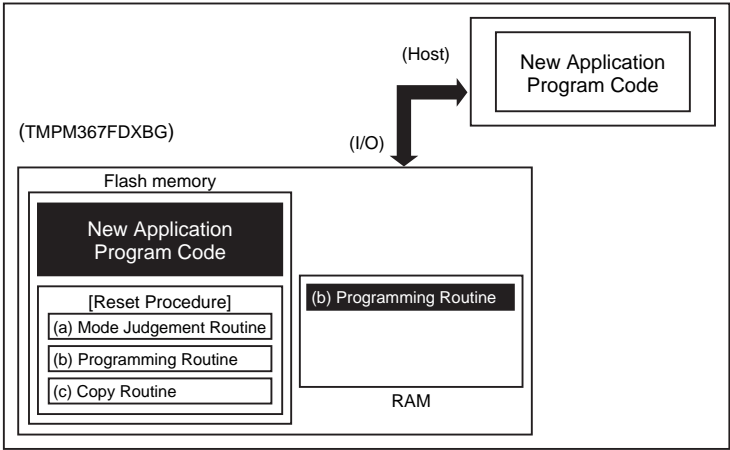 (Host)
New Application
Program Code
(TMPM367FDXBG)
(I/O)
Flash memory
New Application
Program Code
[Reset Procedure]
(a) Mode Judgement Routine
(b) Programming Routine
(c) Copy Routine
(b) Programming Routine
RAM